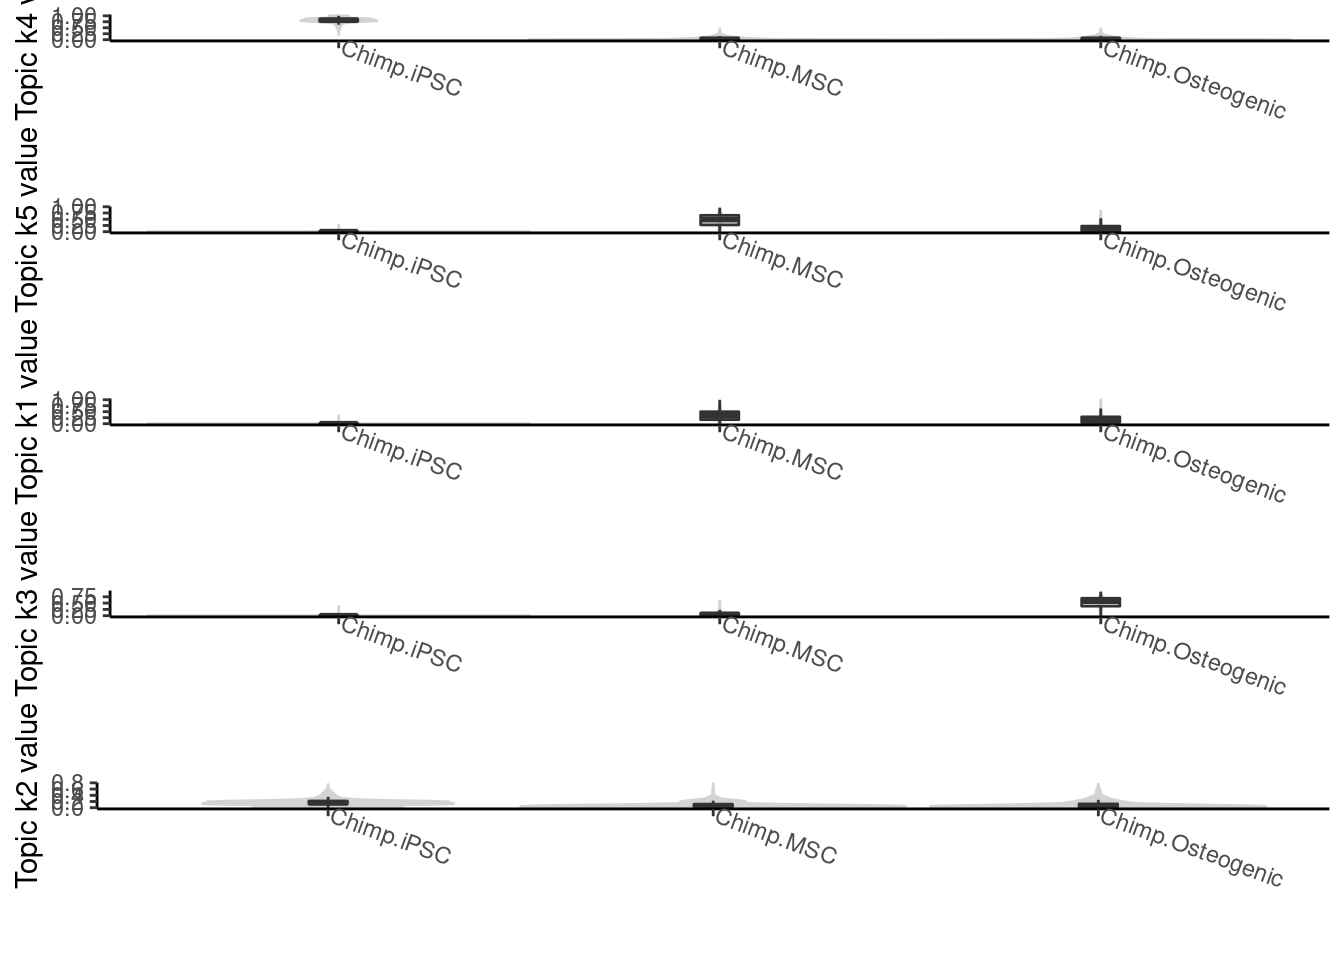 Topic k4 v
1.00
0.75
0.50
0.25
0.00
Chimp.iPSC
Chimp.MSC
Chimp.Osteogenic
Topic k5 value
1.00
0.75
0.50
0.25
0.00
Chimp.iPSC
Chimp.MSC
Chimp.Osteogenic
Topic k1 value
1.00
0.75
0.50
0.25
0.00
Chimp.iPSC
Chimp.MSC
Chimp.Osteogenic
Topic k3 value
0.75
0.50
0.25
0.00
Chimp.iPSC
Chimp.MSC
Chimp.Osteogenic
Topic k2 value
0.8
0.6
0.4
0.2
0.0
Chimp.iPSC
Chimp.MSC
Chimp.Osteogenic